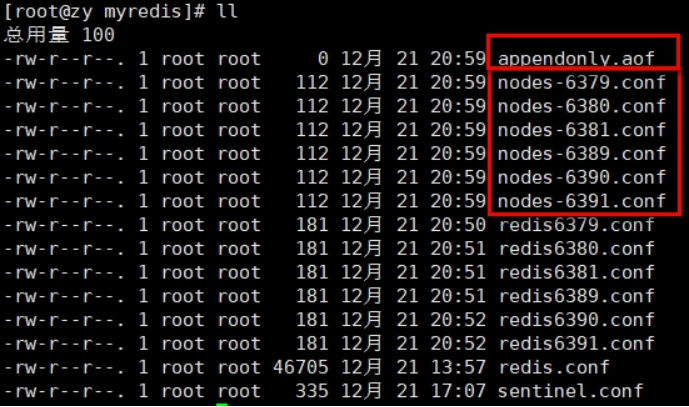 [root@zy myredis]# ll
总用量 100
-rw-r--r--. 1 root root     0 12月 21 20:59 appendonly.aof
-rw-r--r--. 1 root root   112 12月 21 20:59 nodes-6379.conf
-rw-r--r--. 1 root root   112 12月 21 20:59 nodes-6380.conf
-rw-r--r--. 1 root root   112 12月 21 20:59 nodes-6381.conf
-rw-r--r--. 1 root root   112 12月 21 20:59 nodes-6389.conf
-rw-r--r--. 1 root root   112 12月 21 20:59 nodes-6390.conf
-rw-r--r--. 1 root root   112 12月 21 20:59 nodes-6391.conf
-rw-r--r--. 1 root root   181 12月 21 20:50 redis6379.conf
-rw-r--r--. 1 root root   181 12月 21 20:51 redis6380.conf
-rw-r--r--. 1 root root   181 12月 21 20:51 redis6381.conf
-rw-r--r--. 1 root root   181 12月 21 20:51 redis6389.conf
-rw-r--r--. 1 root root   181 12月 21 20:52 redis6390.conf
-rw-r--r--. 1 root root   181 12月 21 20:52 redis6391.conf
-rw-r--r--. 1 root root 46705 12月 21 13:57 redis.conf
-rw-r--r--. 1 root root   335 12月 21 17:07 sentinel.conf